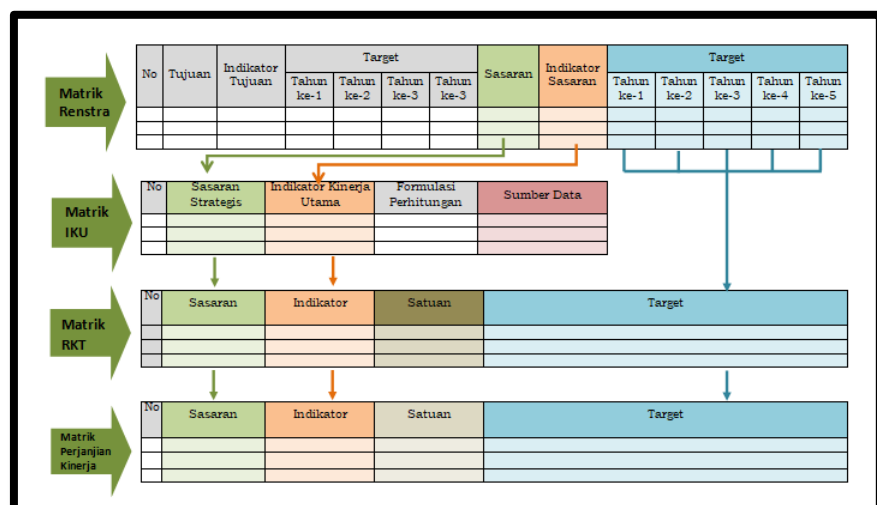 Matrik
Renstra
No Tujuan Indikator
Tujuan Target Sasaran Indikator
Sasaran Target
Tahun
ke-1 Tahun
ke-2 Tahun
ke-3 Tahun
ke-3 Tahun
ke-1 Tahun
ke-2 Tahun
ke-3 Tahun
ke-4 Tahun
ke-5
Matrik
IKU
No Sasaran
Strategis Indikator Kinerja
Utama Formulasi
Perhitungan Sumber Data
Matrik
RKT
No Sasaran Indikator Satuan Target
Matrik
Perjanjian
Kinerja
No Sasaran Indikator Satuan Target